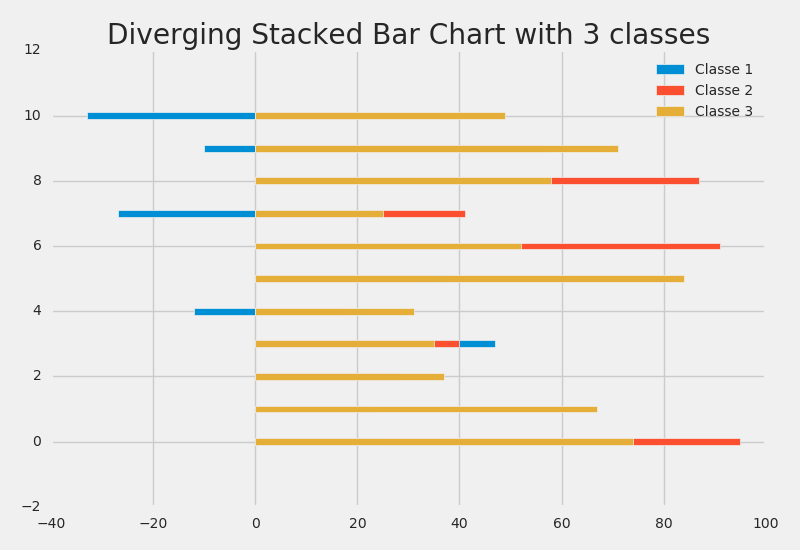 Diverging Stacked Bar Chart with 3 classes
12
Classe 1
Classe 2
Classe 3
10
8
6
4
2
0
−2
−40 −20 0 20 40 60 80 100